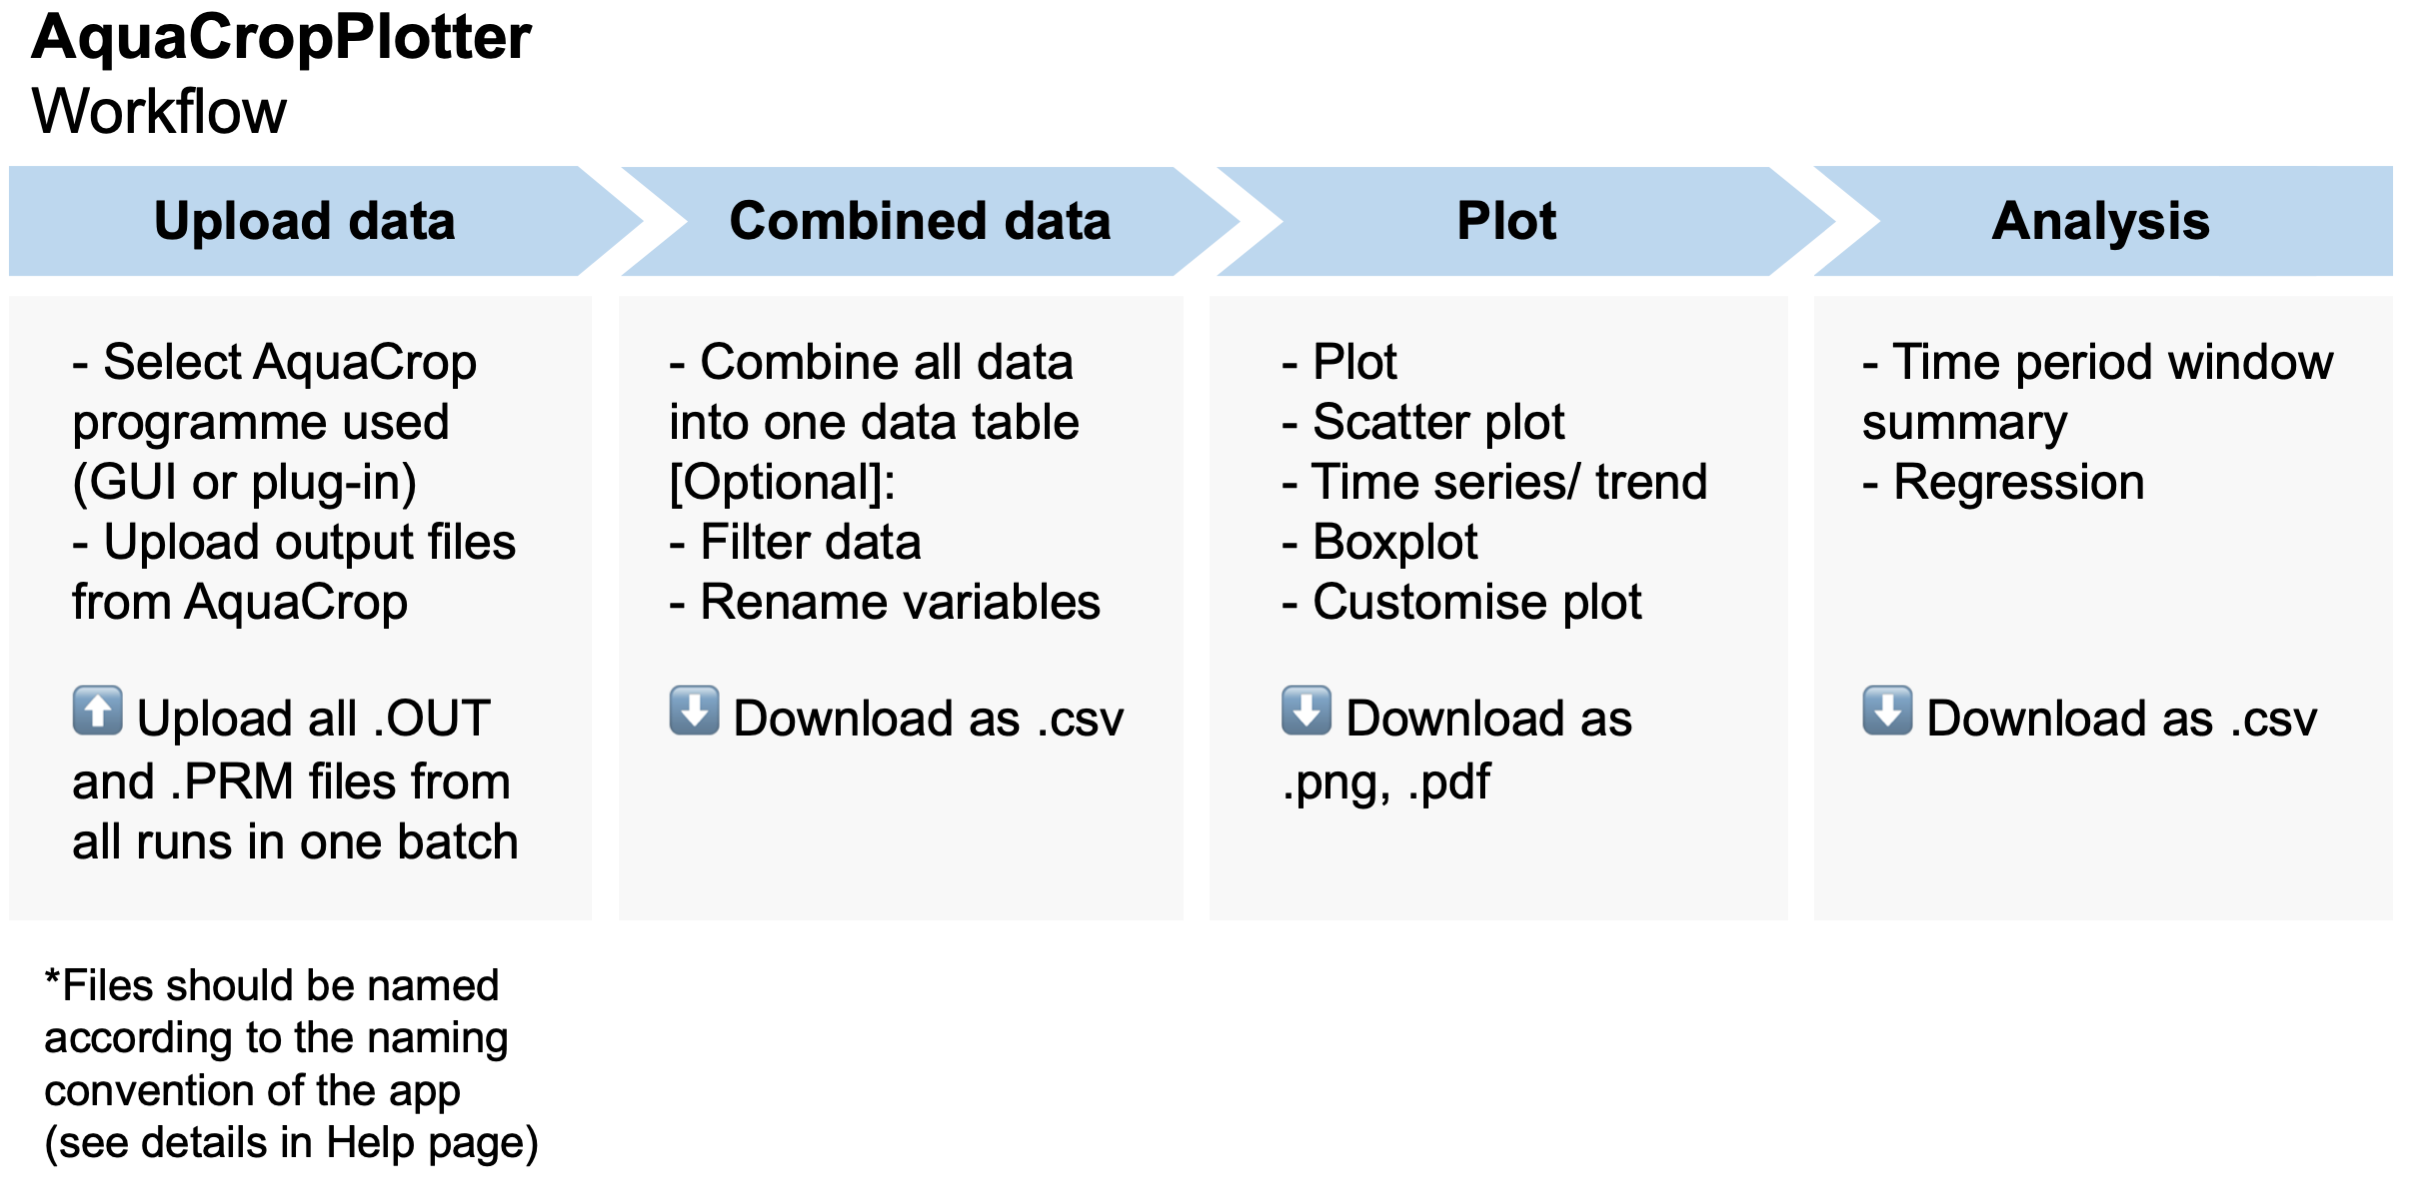 AquaCropPlotter
Workflow
Upload data
- Select AquaCrop
programme used
(GUI or plug-in)
- Upload output files
from AquaCrop
Upload all .OUT
and .PRM files from
all runs in one batch
*Files should be named
according to the naming
convention of the app
(see details in Help page)
Combined data
- Combine all data
into one data table
[Optional]:
- Filter data
- Rename variables
Download as .csv
Plot
- Plot
- Scatter plot
- Time series/ trend
- Boxplot
- Customise plot
Download as
.png, .pdf
Analysis
- Time period window
summary
- Regression
Download as .csv